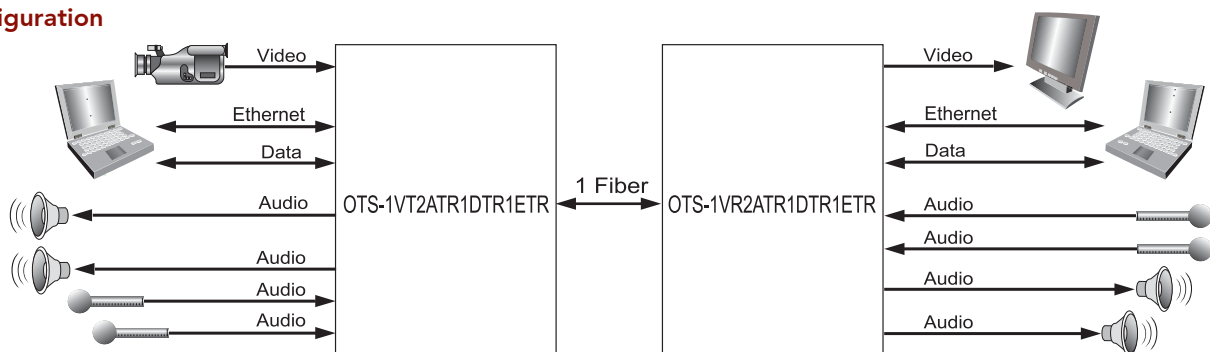 iguration
Video
Ethernet
Data
Audio
Audio
Audio
Audio
OTS-1VT2ATR1DTR1ETR
1 Fiber
OTS-1VR2ATR1DTR1ETR
Video
Ethernet
Data
Audio
Audio
Audio
Audio